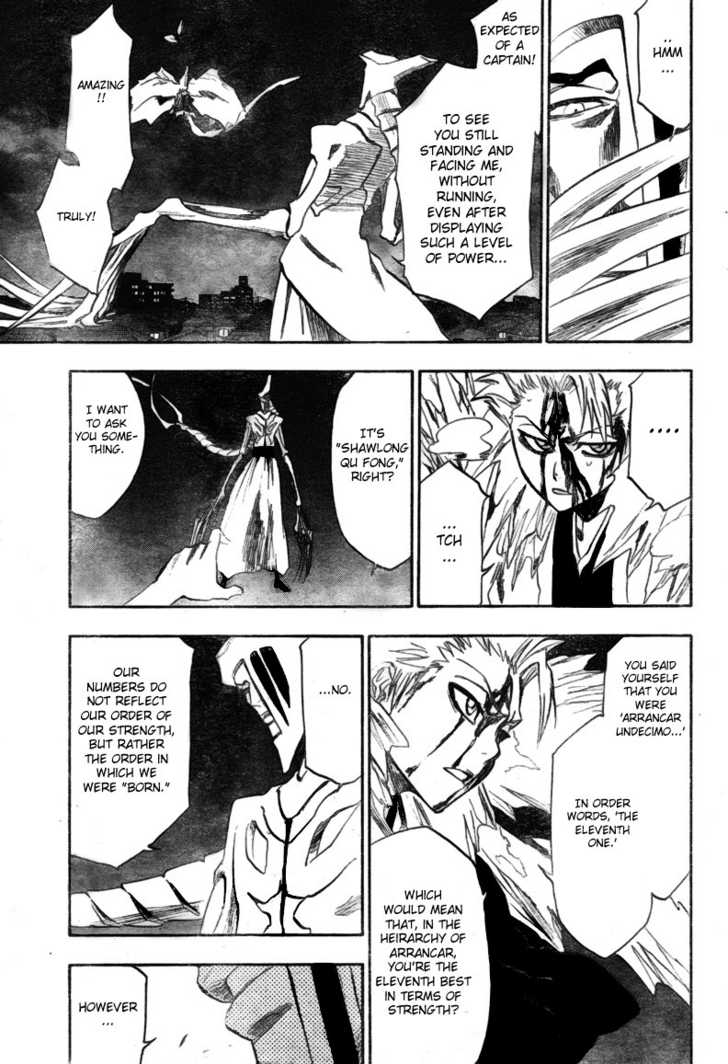 ..
HMM
...
AS
EXPECTED
OF A
CAPTAIN!
TO SEE
YOU STILL
STANDING AND
FACING ME,
WITHOUT
RUNNING,
EVEN AFTER
DISPLAYING
SUCH A LEVEL
OF POWER...
AMAZING
!!
TRULY!
....
...
TCH
...
IT'S
"SHAWLONG
QU FONG,"
RIGHT?
I WANT
TO ASK
YOU SOME-
THING.
YOU SAID
YOURSELF
THAT YOU
WERE
'ARRANCAR
UNDECIMO...'
IN ORDER
WORDS, 'THE
ELEVENTH
ONE.'
WHICH
WOULD MEAN
THAT, IN THE
HEIRARCHY OF
ARRANCAR,
YOU'RE THE
ELEVENTH BEST
IN TERMS OF
STRENGTH?
...NO.
OUR
NUMBERS DO
NOT REFLECT
OUR ORDER OF
OUR STRENGTH,
BUT RATHER
THE ORDER
IN WHICH WE
WERE "BORN."
HOWEVER
...